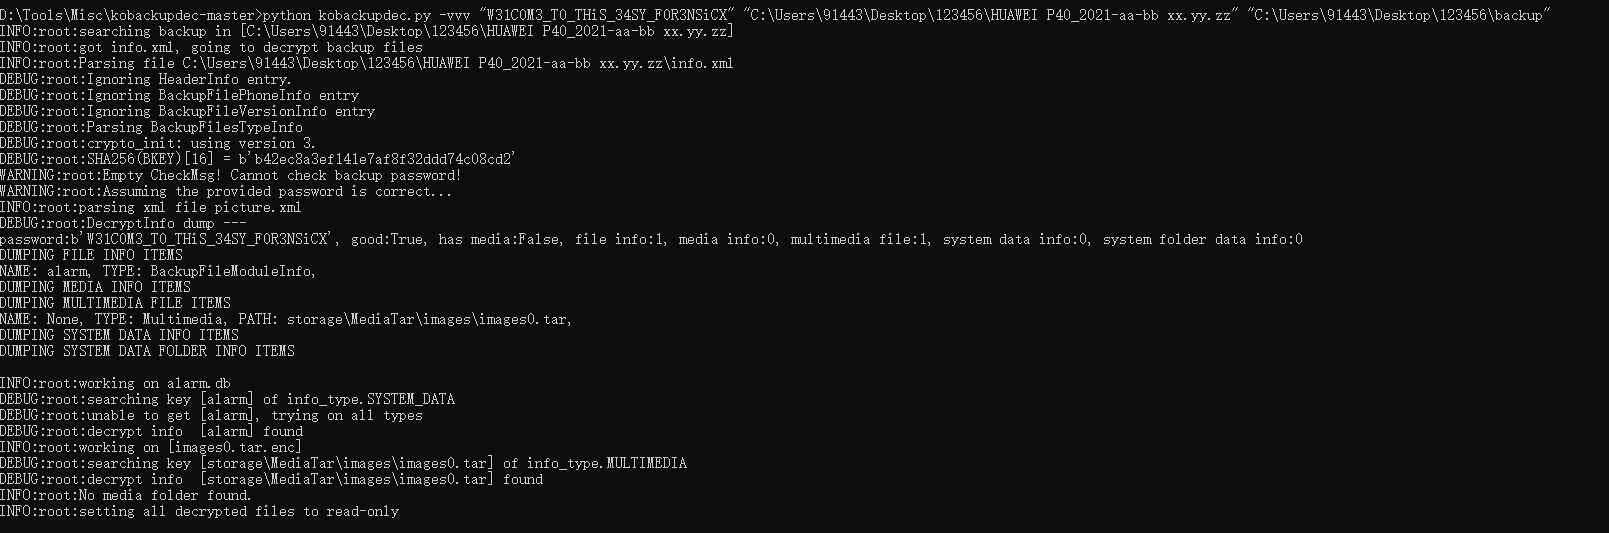 D:\Tools\Misc\kobackupdec-master>python kobackupdec.py -vvv "W31C0M3_T0_THiS_34SY_F0R3NSiCX" "C:\Users\91443\Desktop\123456\HUAWEI P40_2021-aa-bb xx.yy.zz" "C:\Users\91443\Desktop\123456\backup"
INFO:root:searching backup in [C:\Users\91443\Desktop\123456\HUAWEI P40_2021-aa-bb xx.yy.zz]
INFO:root:got info.xml, going to decrypt backup files
INFO:root:Parsing file C:\Users\91443\Desktop\123456\HUAWEI P40_2021-aa-bb xx.yy.zz\info.xml
DEBUG:root:Ignoring HeaderInfo entry.
DEBUG:root:Ignoring BackupFilePhoneInfo entry
DEBUG:root:Ignoring BackupFileVersionInfo entry
DEBUG:root:Parsing BackupFilesTypeInfo
DEBUG:root:crypto_init: using version 3.
DEBUG:root:SHA256(BKEY)[16] = b'b42ec8a3ef141e7af8f32ddd74c08cd2'
WARNING:root:Empty CheckMsg! Cannot check backup password!
WARNING:root:Assuming the provided password is correct...
INFO:root:parsing xml file picture.xml
DEBUG:root:DecryptInfo dump ---
password:b'W31C0M3_T0_THiS_34SY_F0R3NSiCX', good:True, has media:False, file info:1, media info:0, multimedia file:1, system data info:0, system folder data info:0
DUMPING FILE INFO ITEMS
NAME: alarm, TYPE: BackupFileModuleInfo,
DUMPING MEDIA INFO ITEMS
DUMPING MULTIMEDIA FILE ITEMS
NAME: None, TYPE: Multimedia, PATH: storage\MediaTar\images\images0.tar,
DUMPING SYSTEM DATA INFO ITEMS
DUMPING SYSTEM DATA FOLDER INFO ITEMS
INFO:root:working on alarm.db
DEBUG:root:searching key [alarm] of info_type.SYSTEM_DATA
DEBUG:root:unable to get [alarm], trying on all types
DEBUG:root:decrypt info  [alarm] found
INFO:root:working on [images0.tar.enc]
DEBUG:root:searching key [storage\MediaTar\images\images0.tar] of info_type.MULTIMEDIA
DEBUG:root:decrypt info  [storage\MediaTar\images\images0.tar] found
INFO:root:No media folder found.
INFO:root:setting all decrypted files to read-only